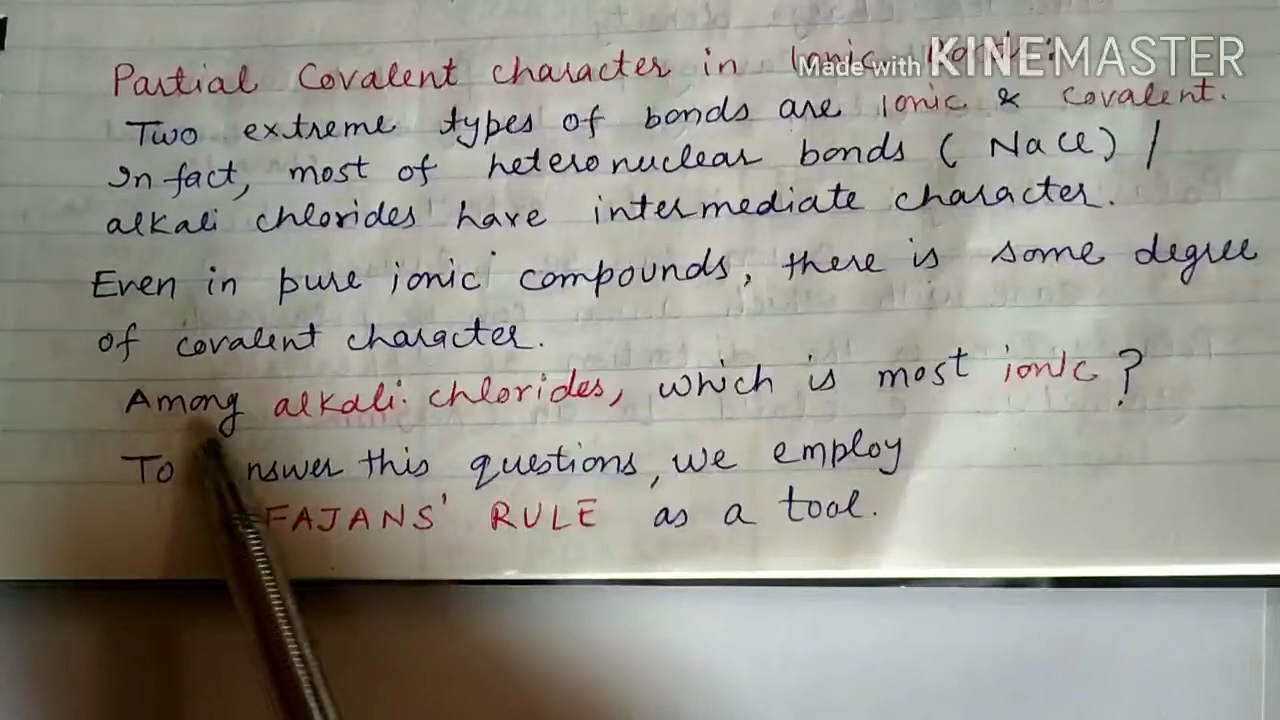 Partial Covalent character in Ionic
Made with KINEMASTER
Two extreme types of bonds are ionic & covalent.
In fact, most of heteronuclear bonds (NaCl) /
alkali chlorides have intermediate character.
Even in pure ionic compounds, there is some degree
of covalent character.
Among alkali chlorides, which is most ionic?
To nswer this questions, we employ
FAJANS' RULE as a tool.